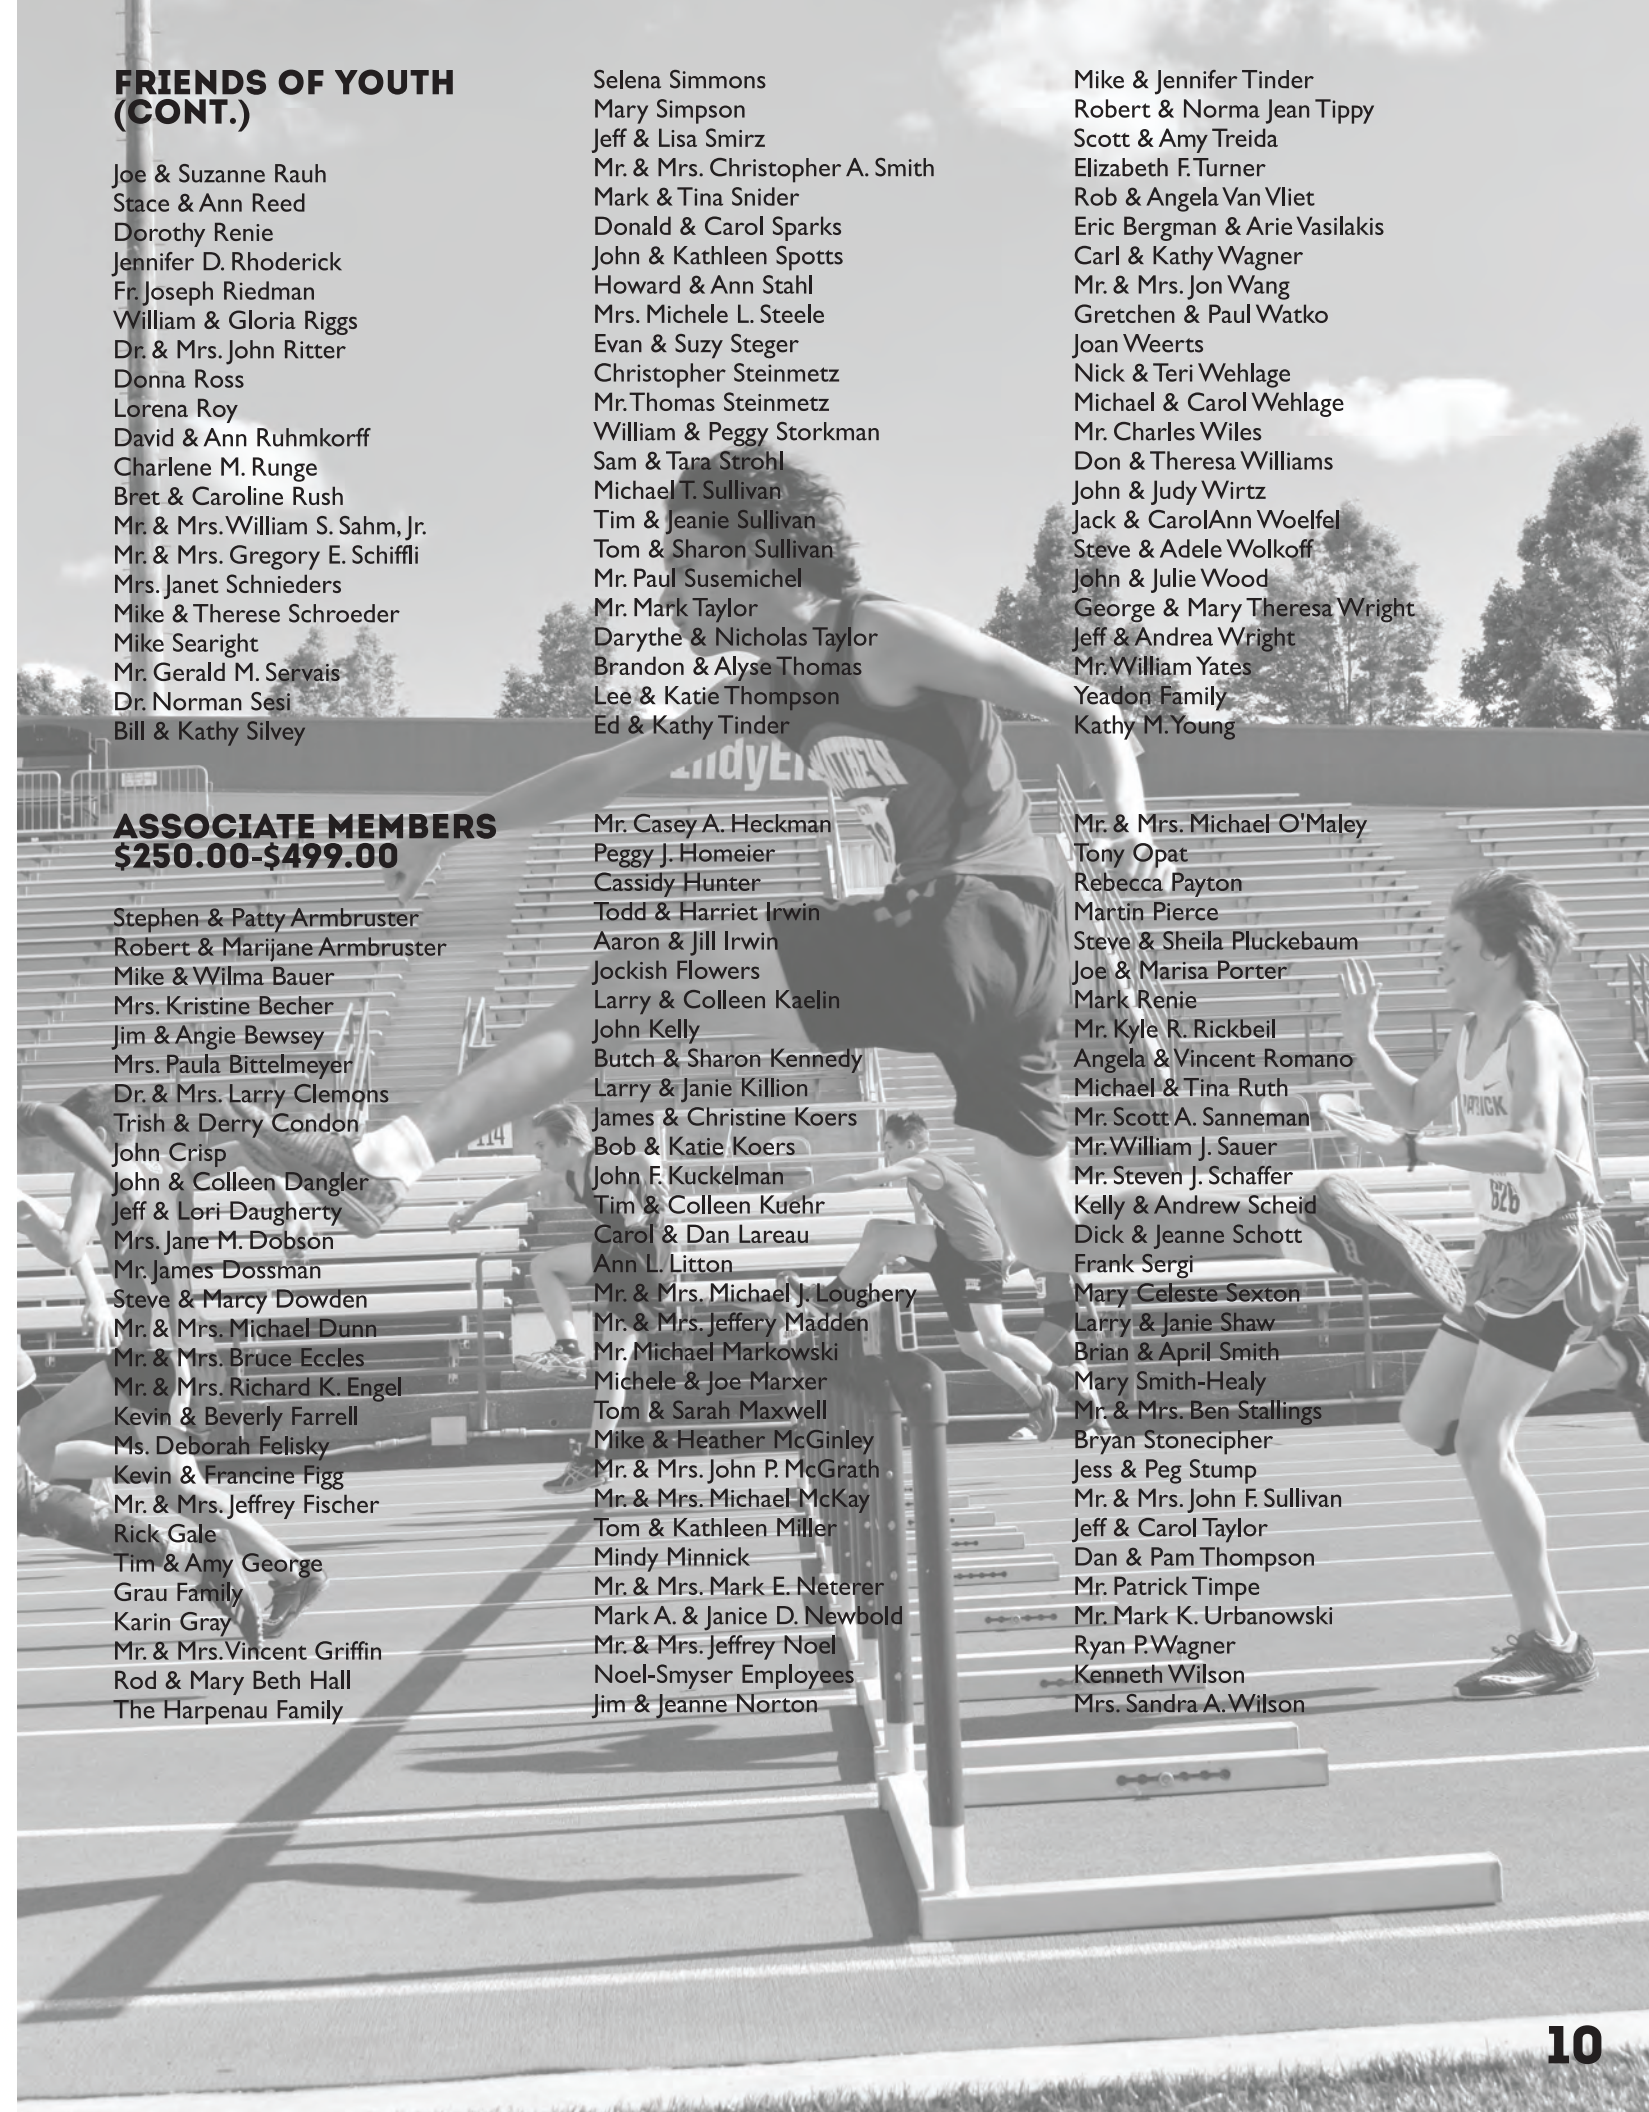 FRIENDS OF YOUTH
(CONT.)
Joe & Suzanne Rauh
Stace & Ann Reed
Dorothy Renie
Jennifer D. Rhoderick
Fr. Joseph Riedman
William & Gloria Riggs
Dr. & Mrs. John Ritter
Donna Ross
Lorena Roy
David & Ann Ruhmkorff
Charlene M. Runge
Bret & Caroline Rush
Mr. & Mrs. William S. Sahm, Jr.
Mr. & Mrs. Gregory E. Schiffli
Mrs. Janet Schnieders
Mike & Therese Schroeder
Mike Searight
Mr. Gerald M. Servais
Dr. Norman Sesi
Bill & Kathy Silvey
Selena Simmons
Mary Simpson
Jeff & Lisa Smirz
Mr. & Mrs. Christopher A. Smith
Mark & Tina Snider
Donald & Carol Sparks
John & Kathleen Spotts
Howard & Ann Stahl
Mrs. Michele L. Steele
Evan & Suzy Steger
Christopher Steinmetz
Mr. Thomas Steinmetz
William & Peggy Storkman
Sam & Tara Strohl
Michael T. Sullivan
Tim & Jeanie Sullivan
Tom & Sharon Sullivan
Mr. Paul Susemichel
Mr. Mark Taylor
Darythe & Nicholas Taylor
Brandon & Alyse Thomas
Lee & Katie Thompson
Ed & Kathy Tinder
Mike & Jennifer Tinder
Robert & Norma Jean Tippy
Scott & Amy Treida
Elizabeth F. Turner
Rob & Angela Van Vliet
Eric Bergman & Arie Vasilakis
Carl & Kathy Wagner
Mr. & Mrs. Jon Wang
Gretchen & Paul Watko
Joan Weerts
Nick & Teri Wehlage
Michael & Carol Wehlage
Mr. Charles Wiles
Don & Theresa Williams
John & Judy Wirtz
Jack & CarolAnn Woelfel
Steve & Adele Wolkoff
John & Julie Wood
George & Mary Theresa Wright
Jeff & Andrea Wright
Mr. William Yates
Yeadon Family
Kathy M. Young
ASSOCIATE MEMBERS
$250.00-$499.00
Stephen & Patty Armbruster
Robert & Marijane Armbruster
Mike & Wilma Bauer
Mrs. Kristine Becher
Jim & Angie Bewsey
Mrs. Paula Bittelmeyer
Dr. & Mrs. Larry Clemons
Trish & Derry Condon
John Crisp
John & Colleen Dangler
Jeff & Lori Daugherty
Mrs. Jane M. Dobson
Mr. James Dossman
Steve & Marcy Dowden
Mr. & Mrs. Michael Dunn
Mr. & Mrs. Bruce Eccles
Mr. & Mrs. Richard K. Engel
Kevin & Beverly Farrell
Ms. Deborah Felisky
Kevin & Francine Figg
Mr. & Mrs. Jeffrey Fischer
Rick Gale
Tim & Amy George
Grau Family
Karin Gray
Mr. & Mrs. Vincent Griffin
Rod & Mary Beth Hall
The Harpenau Family
Mr. Casey A. Heckman
Peggy J. Homeier
Cassidy Hunter
Todd & Harriet Irwin
Aaron & Jill Irwin
Jockish Flowers
Larry & Colleen Kaelin
John Kelly
Butch & Sharon Kennedy
Larry & Janie Killion
James & Christine Koers
Bob & Katie Koers
John F. Kuckelman
Tim & Colleen Kuehr
Carol & Dan Lareau
Ann L. Litton
Mr. & Mrs. Michael J. Loughery
Mr. & Mrs. Jeffery Madden
Mr. Michael Markowski
Michele & Joe Marxer
Tom & Sarah Maxwell
Mike & Heather McGinley
Mr. & Mrs. John P. McGrath
Mr. & Mrs. Michael McKay
Tom & Kathleen Miller
Mindy Minnick
Mr. & Mrs. Mark E. Neterer
Mark A. & Janice D. Newbold
Mr. & Mrs. Jeffrey Noel
Noel-Smyser Employees
Jim & Jeanne Norton
Mr. & Mrs. Michael O'Maley
Tony Opat
Rebecca Payton
Martin Pierce
Steve & Sheila Pluckebaum
Joe & Marisa Porter
Mark Renie
Mr. Kyle R. Rickbeil
Angela & Vincent Romano
Michael & Tina Ruth
Mr. Scott A. Sanneman
Mr. William J. Sauer
Mr. Steven J. Schaffer
Kelly & Andrew Scheid
Dick & Jeanne Schott
Frank Sergi
Mary Celeste Sexton
Larry & Janie Shaw
Brian & April Smith
Mary Smith-Healy
Mr. & Mrs. Ben Stallings
Bryan Stonecipher
Jess & Peg Stump
Mr. & Mrs. John F. Sullivan
Jeff & Carol Taylor
Dan & Pam Thompson
Mr. Patrick Timpe
Mr. Mark K. Urbanowski
Ryan P. Wagner
Kenneth Wilson
Mrs. Sandra A. Wilson
114
626
10